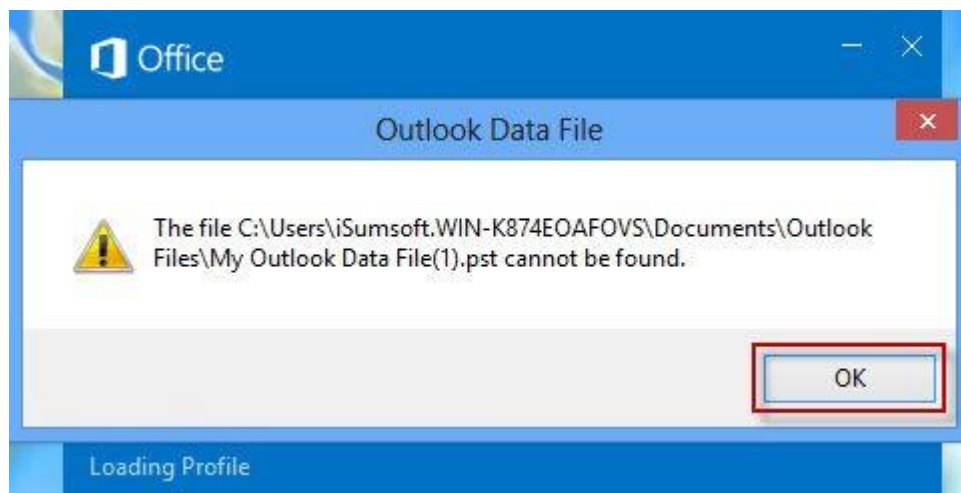 Office
Outlook Data File
The file C:\Users\iSumsoft.WIN-K874EOAFOVS\Documents\Outlook
Files\My Outlook Data File(1).pst cannot be found.
OK
Loading Profile